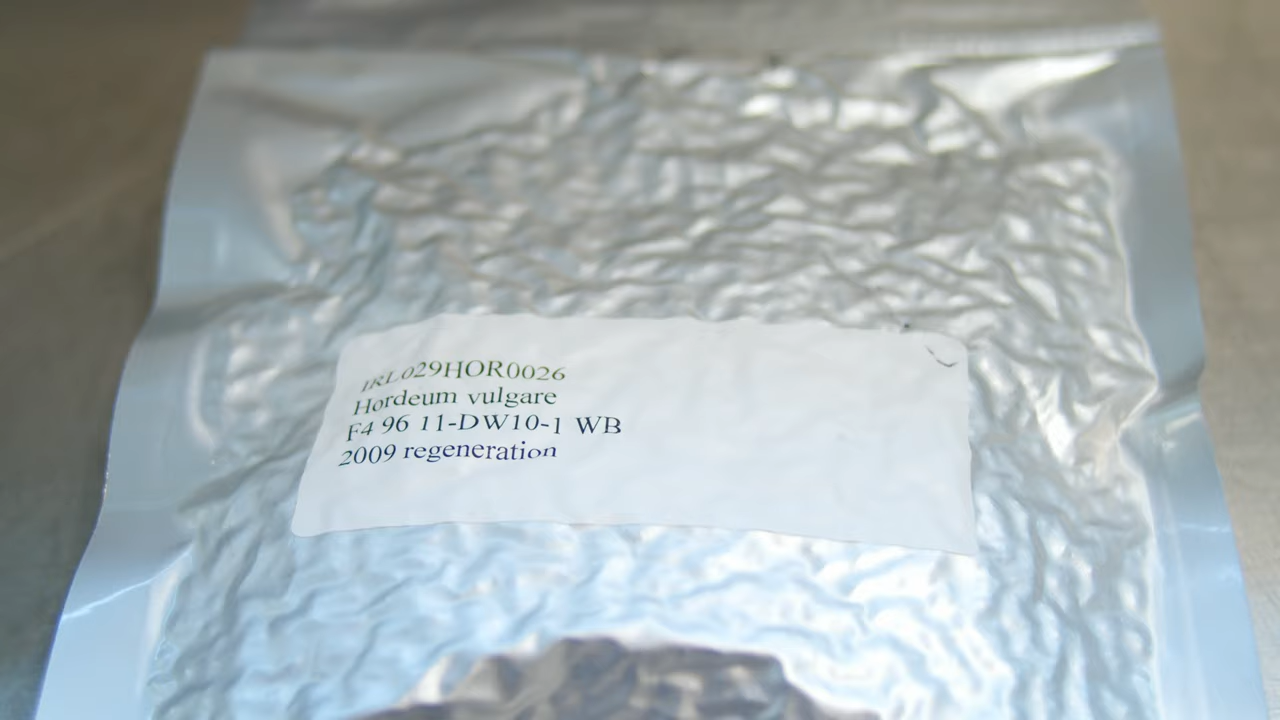 IRL029HOR0026
Hordeum vulgare
F4 96 11-DW10-1 WB
2009 regeneration